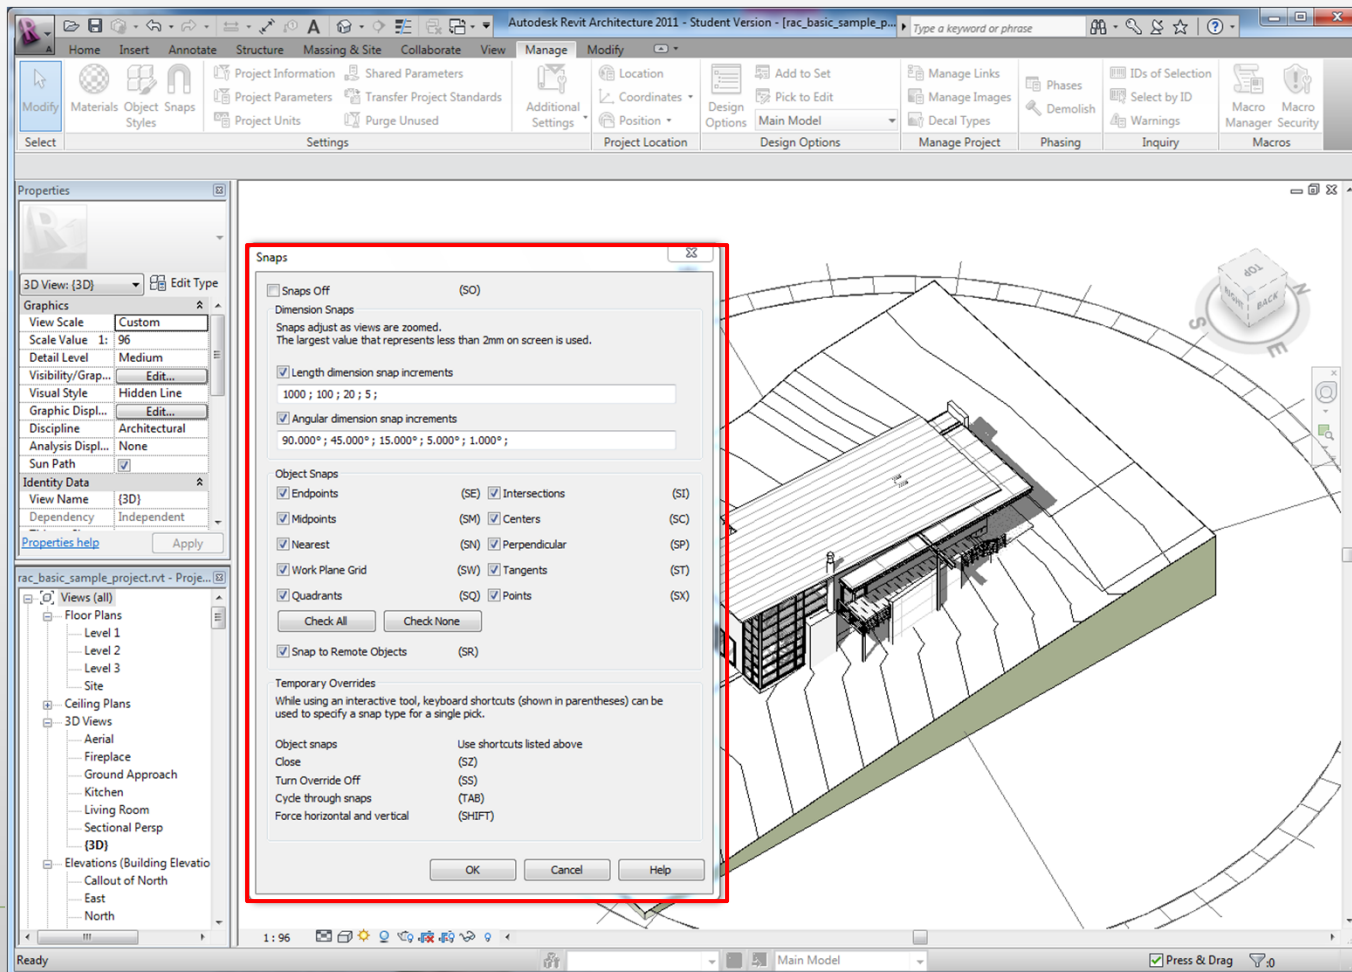 Autodesk Revit Architecture 2011 - Student Version - [rac_basic_sample_p...
Type a keyword or phrase
Home Insert Annotate Structure Massing & Site Collaborate View Manage Modify
Modify
Materials
Object Styles
Snaps
Project Information
Project Parameters
Project Units
Shared Parameters
Transfer Project Standards
Purge Unused
Additional Settings
Location
Coordinates
Position
Design Options
Add to Set
Pick to Edit
Main Model
Manage Links
Manage Images
Decal Types
Phases
Demolish
IDs of Selection
Select by ID
Warnings
Macro Manager
Macro Security
Select Settings Project Location Design Options Manage Project Phasing Inquiry Macros
Properties
3D View: {3D} Edit Type
Graphics
View Scale Custom
Scale Value 1: 96
Detail Level Medium
Visibility/Grap... Edit...
Visual Style Hidden Line
Graphic Displ... Edit...
Discipline Architectural
Analysis Displ... None
Sun Path
Identity Data
View Name {3D}
Dependency Independent
Properties help Apply
rac_basic_sample_project.rvt - Proje...
Views (all)
Floor Plans
Level 1
Level 2
Level 3
Site
Ceiling Plans
3D Views
Aerial
Fireplace
Ground Approach
Kitchen
Living Room
Sectional Persp
{3D}
Elevations (Building Elevatio
Callout of North
East
North
Snaps
Snaps Off (SO)
Dimension Snaps
Snaps adjust as views are zoomed.
The largest value that represents less than 2mm on screen is used.
Length dimension snap increments
1000 ; 100 ; 20 ; 5 ;
Angular dimension snap increments
90.000° ; 45.000° ; 15.000° ; 5.000° ; 1.000° ;
Object Snaps
Endpoints (SE) Intersections (SI)
Midpoints (SM) Centers (SC)
Nearest (SN) Perpendicular (SP)
Work Plane Grid (SW) Tangents (ST)
Quadrants (SQ) Points (SX)
Check All Check None
Snap to Remote Objects (SR)
Temporary Overrides
While using an interactive tool, keyboard shortcuts (shown in parentheses) can be
used to specify a snap type for a single pick.
Object snaps Use shortcuts listed above
Close (SZ)
Turn Override Off (SS)
Cycle through snaps (TAB)
Force horizontal and vertical (SHIFT)
OK Cancel Help
TOP
RIGHT BACK
N
S
E
1 : 96
Ready Main Model Press & Drag :0